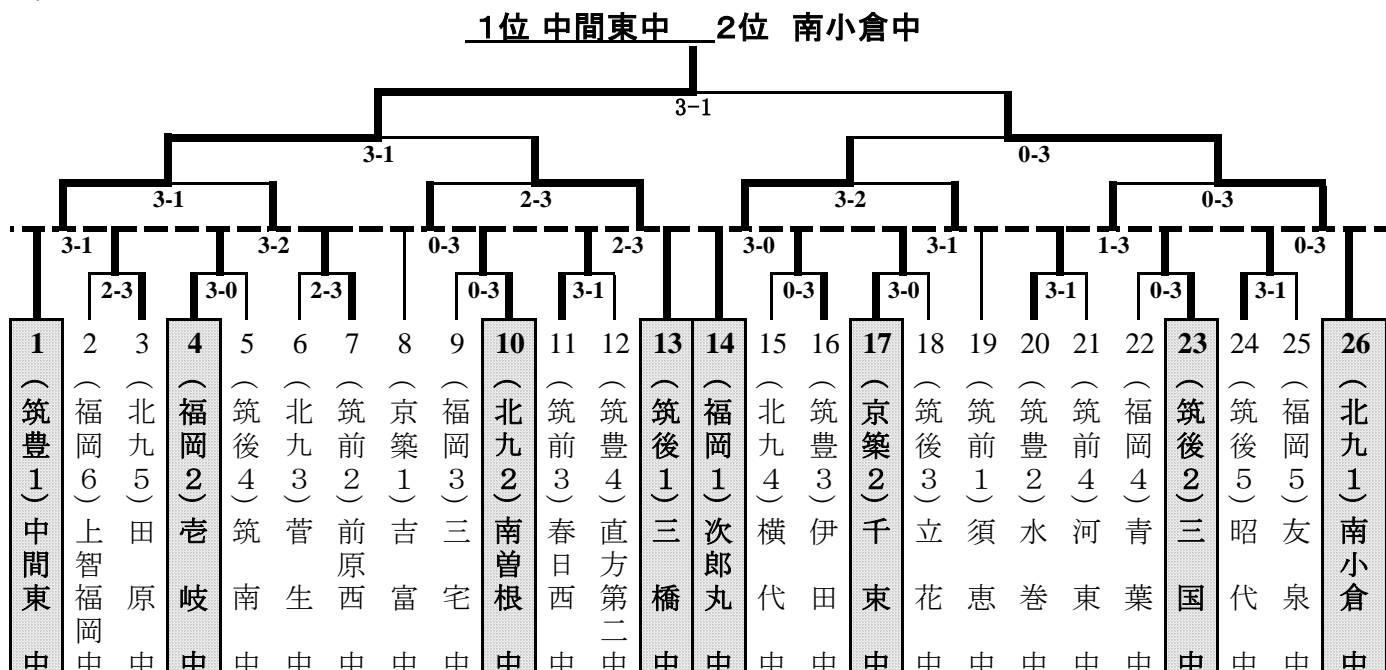 1位 中間東中 2位 南小倉中
3-1
3-1 0-3
3-1 2-3 3-2 0-3
3-1 3-2 0-3 2-3 3-0 3-1 1-3 0-3
2-3 3-0 2-3 0-3 3-1 0-3 3-0 3-1 0-3 3-1
1 2 3 4 5 6 7 8 9 10 11 12 13 14 15 16 17 18 19 20 21 22 23 24 25 26
(筑豊1)中間東中
(福岡6)上智福岡中
(北九5)田原中
(福岡2)壱岐中
(筑後4)筑南中
(北九3)菅生中
(筑前2)前原西中
(京築1)吉富中
(福岡3)三宅中
(北九2)南曽根中
(筑前3)春日西中
(筑豊4)直方第二中
(筑後1)三橋中
(福岡1)次郎丸中
(北九4)横代中
(筑豊3)伊田中
(京築2)千束中
(筑後3)立花中
(筑前1)須恵中
(筑豊2)水巻中
(筑前4)河東中
(福岡4)青葉中
(筑後2)三国中
(筑後5)昭代中
(福岡5)友泉中
(北九1)南小倉中